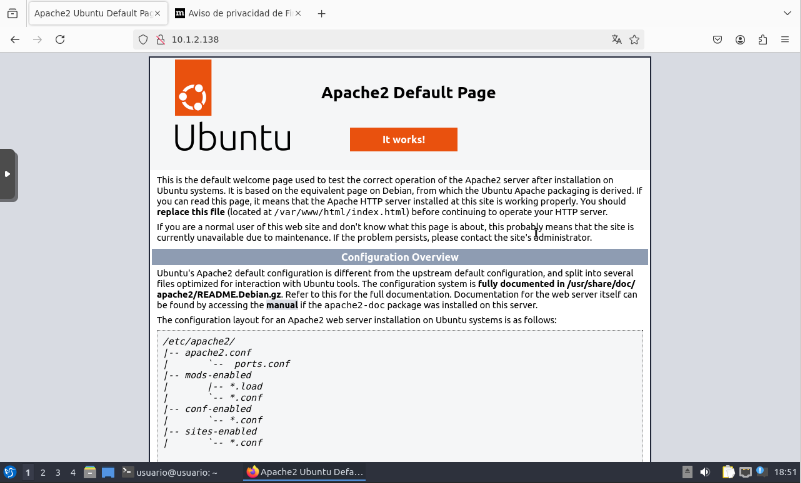 Apache2 Ubuntu Default Pag
Aviso de privacidad de Fi
10.1.2.138
Apache2 Default Page
Ubuntu
It works!
This is the default welcome page used to test the correct operation of the Apache2 server after installation on
Ubuntu systems. It is based on the equivalent page on Debian, from which the Ubuntu Apache packaging is derived. If
you can read this page, it means that the Apache HTTP server installed at this site is working properly. You should
replace this file (located at /var/www/html/index.html) before continuing to operate your HTTP server.
If you are a normal user of this web site and don't know what this page is about, this probably means that the site is
currently unavailable due to maintenance. If the problem persists, please contact the site's administrator.
Configuration Overview
Ubuntu's Apache2 default configuration is different from the upstream default configuration, and split into several
files optimized for interaction with Ubuntu tools. The configuration system is fully documented in /usr/share/doc/
apache2/README.Debian.gz. Refer to this for the full documentation. Documentation for the web server itself can
be found by accessing the manual if the apache2-doc package was installed on this server.
The configuration layout for an Apache2 web server installation on Ubuntu systems is as follows:
/etc/apache2/
|-- apache2.conf
|       `--  ports.conf
|-- mods-enabled
|       |-- *.load
|       `-- *.conf
|-- conf-enabled
|       `-- *.conf
|-- sites-enabled
|       `-- *.conf
1 2 3 4 usuario@usuario: ~ Apache2 Ubuntu Defa... 18:51